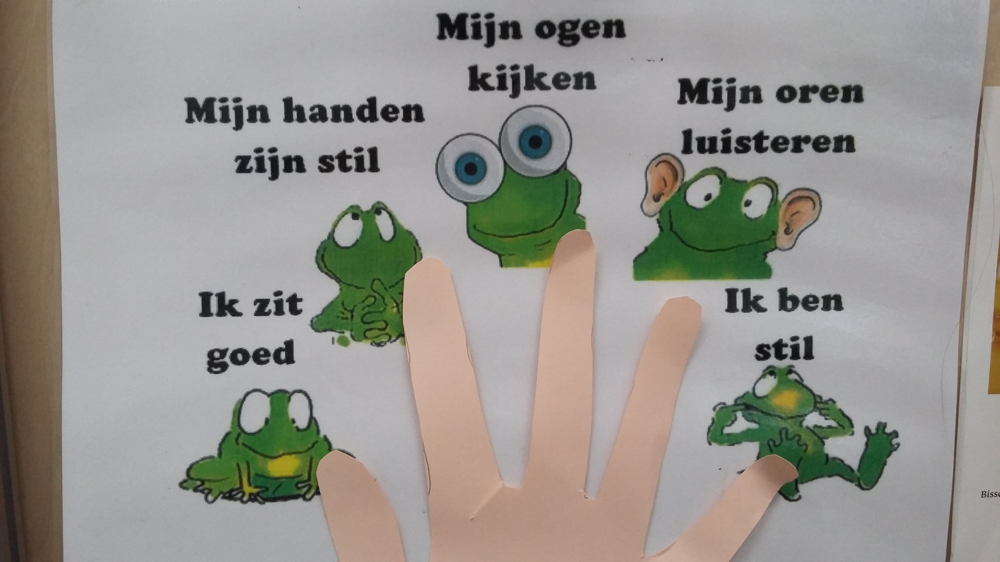 Mijn ogen
kijken
Mijn handen
zijn stil
Mijn oren
luisteren
Ik zit
goed
Ik ben
stil